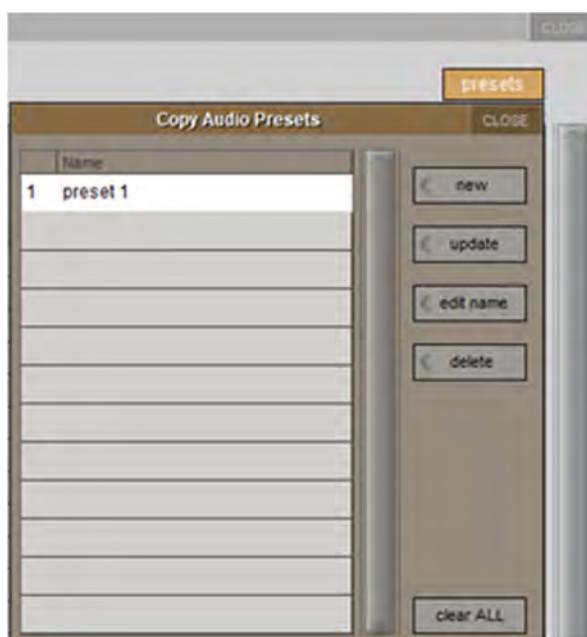 CLOSE
presets
Copy Audio Presets CLOSE
Name
1 preset 1
new
update
edit name
delete
clear ALL